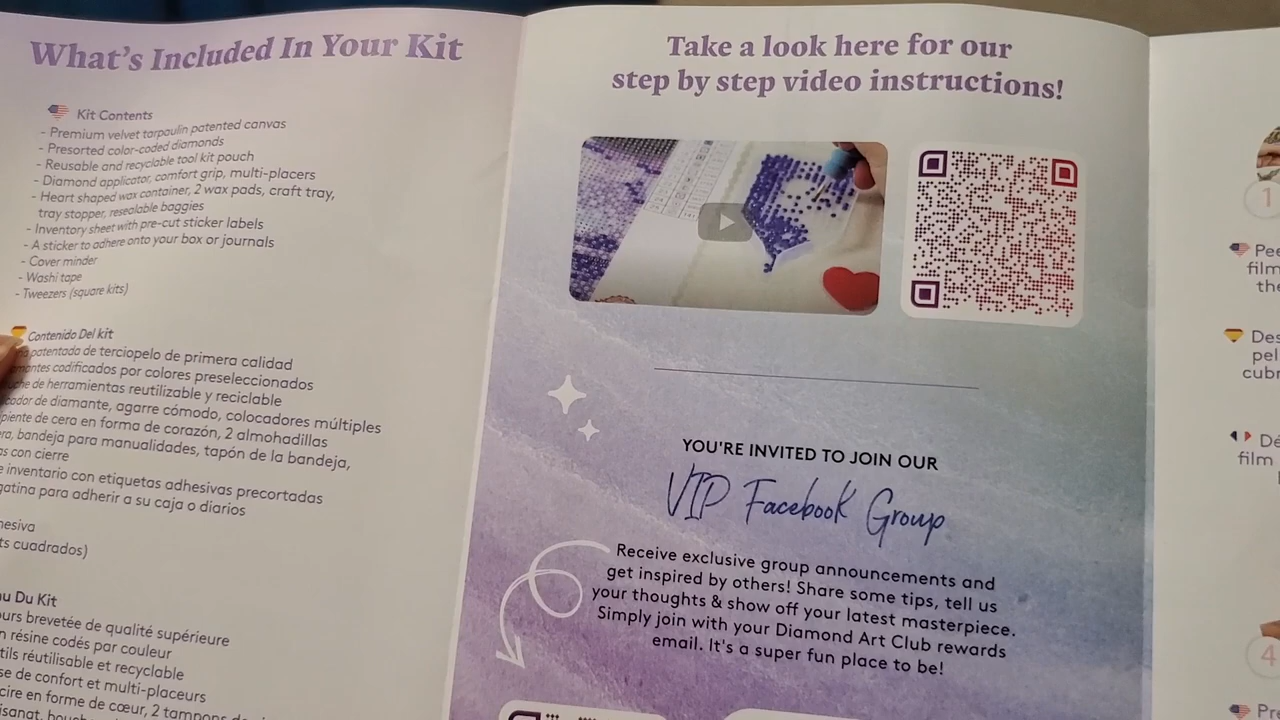 What's Included In Your Kit
Kit Contents
- Premium velvet tarpaulin patented canvas
- Presorted color-coded diamonds
- Reusable and recyclable tool kit pouch
- Diamond applicator, comfort grip, multi-placers
- Heart shaped wax container, 2 wax pads, craft tray,
tray stopper, resealable baggies
- Inventory sheet with pre-cut sticker labels
- A sticker to adhere onto your box or journals
- Cover minder
- Washi tape
- Tweezers (square kits)
Contenido Del kit
patentada de terciopelo de primera calidad
codificados por colores preseleccionados
de herramientas reutilizable y reciclable
de diamante, agarre cómodo, colocadores múltiples
de cera en forma de corazón, 2 almohadillas
bandeja para manualidades, tapón de la bandeja,
con cierre
inventario con etiquetas adhesivas precortadas
para adherir a su caja o diarios
cuadrados)
Du Kit
brevetée de qualité supérieure
résine codés par couleur
réutilisable et recyclable
de confort et multi-placeurs
cire en forme de cœur, 2 tampons
Take a look here for our
step by step video instructions!
YOU'RE INVITED TO JOIN OUR
VIP Facebook Group
Receive exclusive group announcements and
get inspired by others! Share some tips, tell us
your thoughts & show off your latest masterpiece.
Simply join with your Diamond Art Club rewards
email. It's a super fun place to be!
1
film
film
4